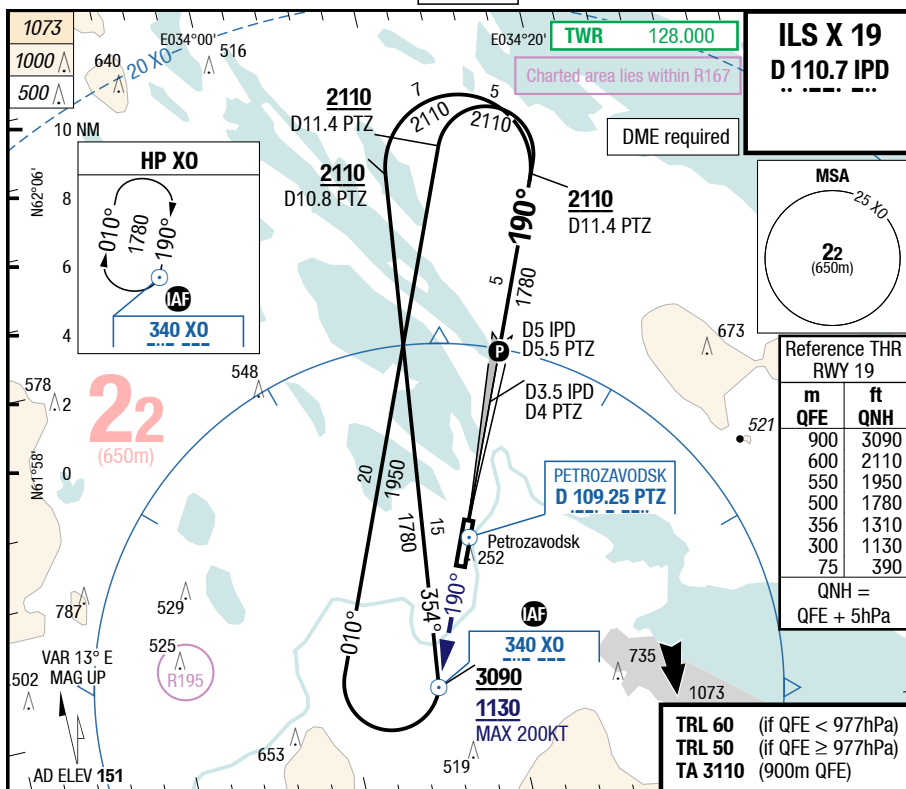 1073
1000
500
640
20 XO
E034°00'
516
E034°20'
TWR 128.000
Charted area lies within R167
ILS X 19
D 110.7 IPD
DME required
10 NM
8
6
4
2
0
N62°06'
N61°58'
HP XO
010°
1780
190°
IAF
340 XO
2110
D11.4 PTZ
2110
D10.8 PTZ
7
2110
5
2110
2110
D11.4 PTZ
190°
5
1780
MSA
25 XO
22
(650m)
P
D5 IPD
D5.5 PTZ
D3.5 IPD
D4 PTZ
673
521
578
548
22
(650m)
Reference THR
RWY 19
m ft
QFE QNH
900 3090
600 2110
550 1950
500 1780
356 1310
300 1130
75 390
QNH =
QFE + 5hPa
20
1950
1780
15
PETROZAVODSK
D 109.25 PTZ
Petrozavodsk
252
787
529
525
R195
502
010°
354°
190°
IAF
340 XO
3090
1130
MAX 200KT
735
1073
653
519
VAR 13° E
MAG UP
AD ELEV 151
TRL 60 (if QFE < 977hPa)
TRL 50 (if QFE ≥ 977hPa)
TA 3110 (900m QFE)